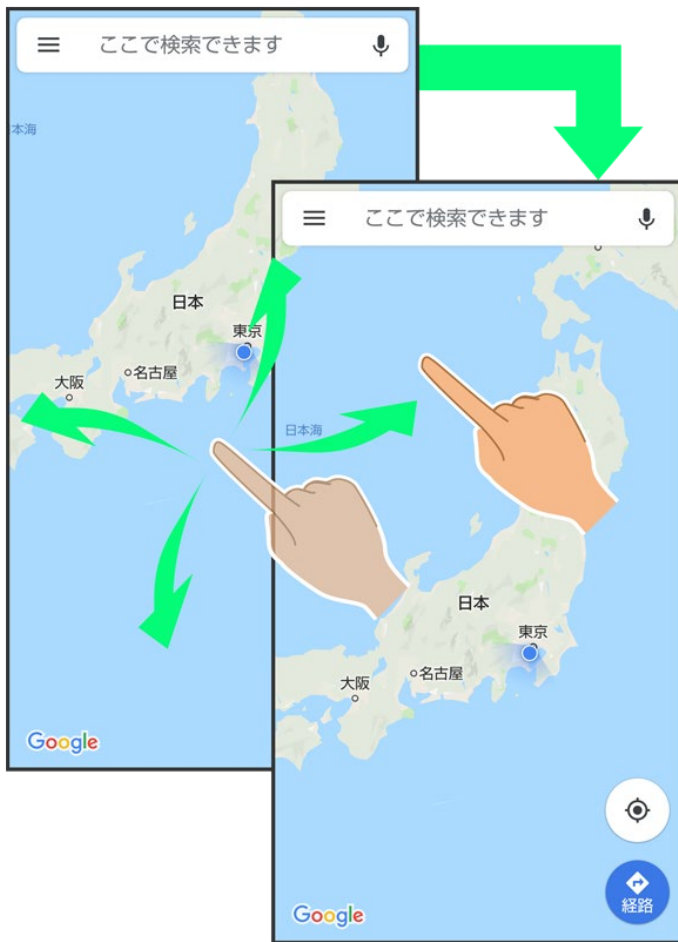 ここで検索できます
本海
日本
東京
名古屋
大阪
Google
ここで検索できます
日本海
日本
東京
名古屋
大阪
経路
Google